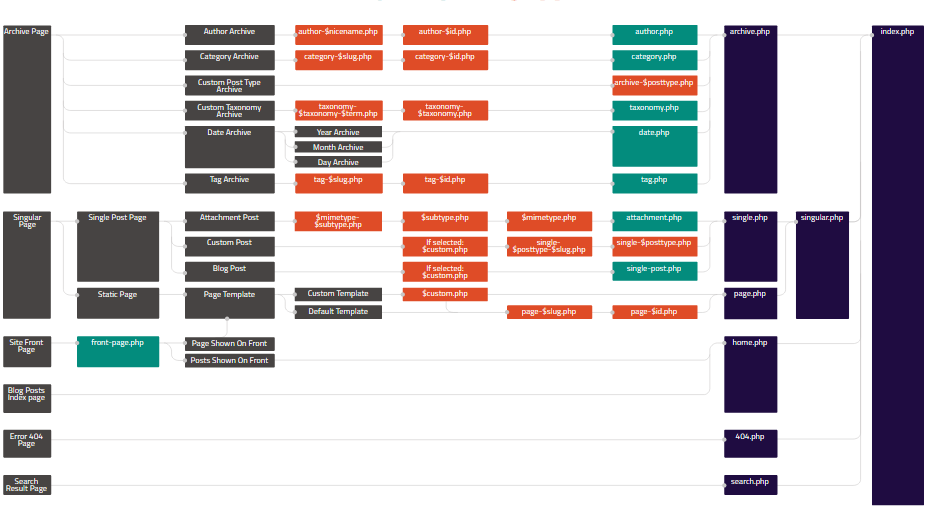 Archive Page
Author Archive
author-$nicename.php
author-$id.php
author.php
archive.php
index.php
Category Archive
category-$slug.php
category-$id.php
category.php
Custom Post Type
Archive
archive-$posttype.php
Custom Taxonomy
Archive
taxonomy-
$taxonomy-$term.php
taxonomy-
$taxonomy.php
taxonomy.php
Date Archive
Year Archive
Month Archive
Day Archive
date.php
Tag Archive
tag-$slug.php
tag-$id.php
tag.php
Singular
Page
Single Post Page
Attachment Post
$mimetype-
$subtype.php
$subtype.php
$mimetype.php
attachment.php
single.php
singular.php
Custom Post
If selected:
$custom.php
single-
$posttype-$slug.php
single-$posttype.php
Blog Post
If selected:
$custom.php
single-post.php
Static Page
Page Template
Custom Template
$custom.php
page.php
Default Template
page-$slug.php
page-$id.php
Site Front
Page
front-page.php
Page Shown On Front
Posts Shown On Front
home.php
Blog Posts
Index page
Error 404
Page
404.php
Search
Result Page
search.php